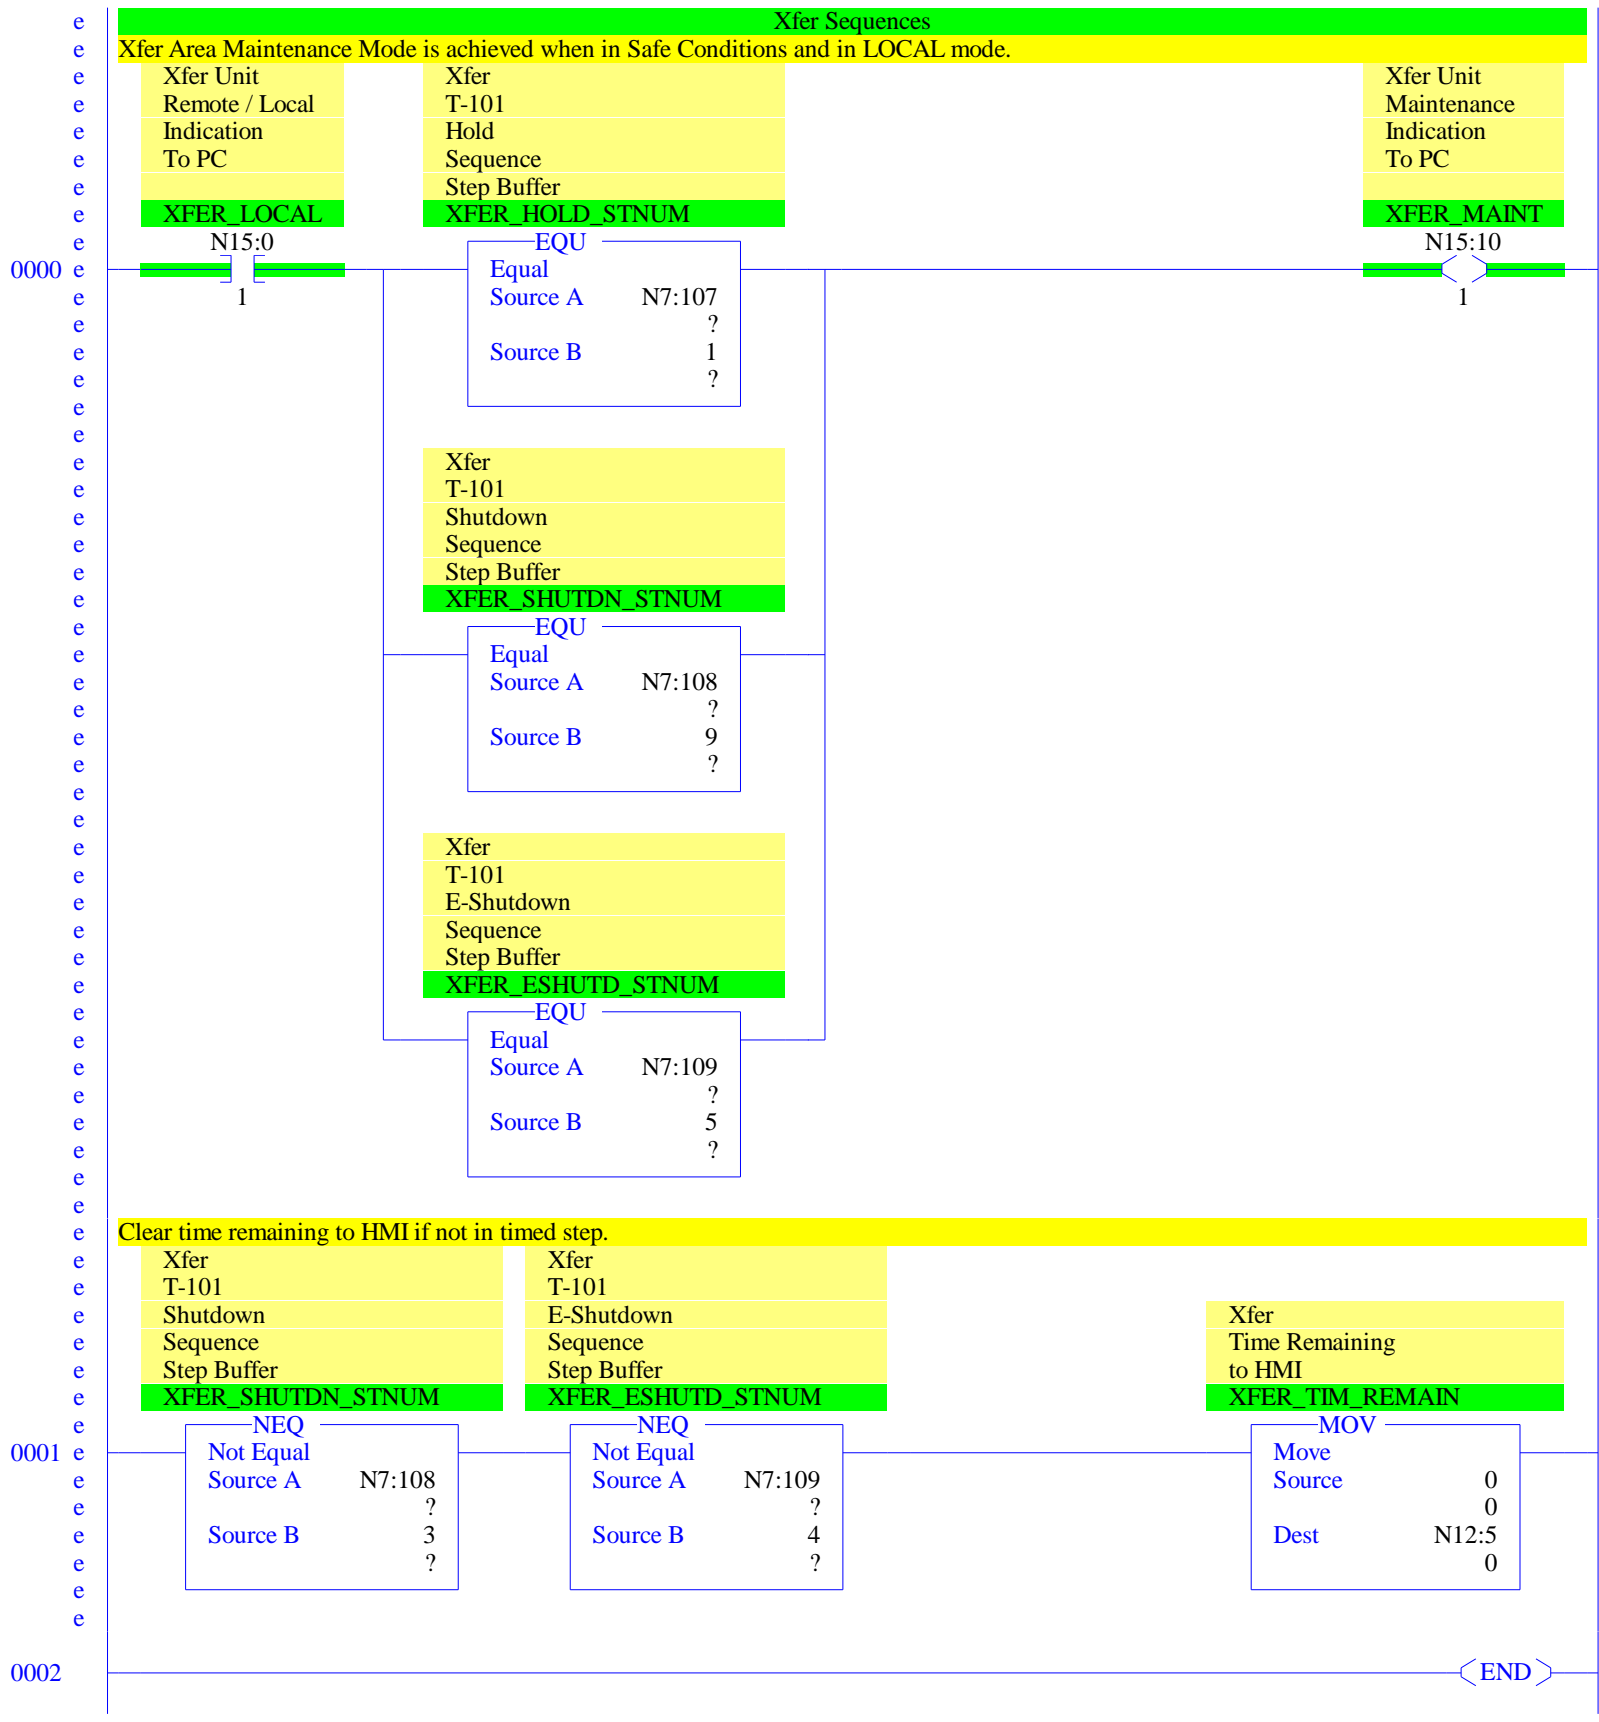 e Xfer Sequences
e Xfer Area Maintenance Mode is achieved when in Safe Conditions and in LOCAL mode.
e Xfer Unit Xfer Xfer Unit
e Remote / Local T-101 Maintenance
e Indication Hold Indication
e To PC Sequence To PC
e Step Buffer
e XFER_LOCAL XFER_HOLD_STNUM XFER_MAINT
e N15:0 EQU N15:10
0000 e Equal
e 1 Source A N7:107 1
e ?
e Source B 1
e ?
e
e
e Xfer
e T-101
e Shutdown
e Sequence
e Step Buffer
e XFER_SHUTDN_STNUM
e EQU
e Equal
e Source A N7:108
e ?
e Source B 9
e ?
e
e
e Xfer
e T-101
e E-Shutdown
e Sequence
e Step Buffer
e XFER_ESHUTD_STNUM
e EQU
e Equal
e Source A N7:109
e ?
e Source B 5
e ?
e
e
e Clear time remaining to HMI if not in timed step.
e Xfer Xfer
e T-101 T-101
e Shutdown E-Shutdown Xfer
e Sequence Sequence Time Remaining
e Step Buffer Step Buffer to HMI
e XFER_SHUTDN_STNUM XFER_ESHUTD_STNUM XFER_TIM_REMAIN
e NEQ NEQ MOV
0001 e Not Equal Not Equal Move
e Source A N7:108 Source A N7:109 Source 0
e ? ? 0
e Source B 3 Source B 4 Dest N12:5
e ? ? 0
e
e
0002 END